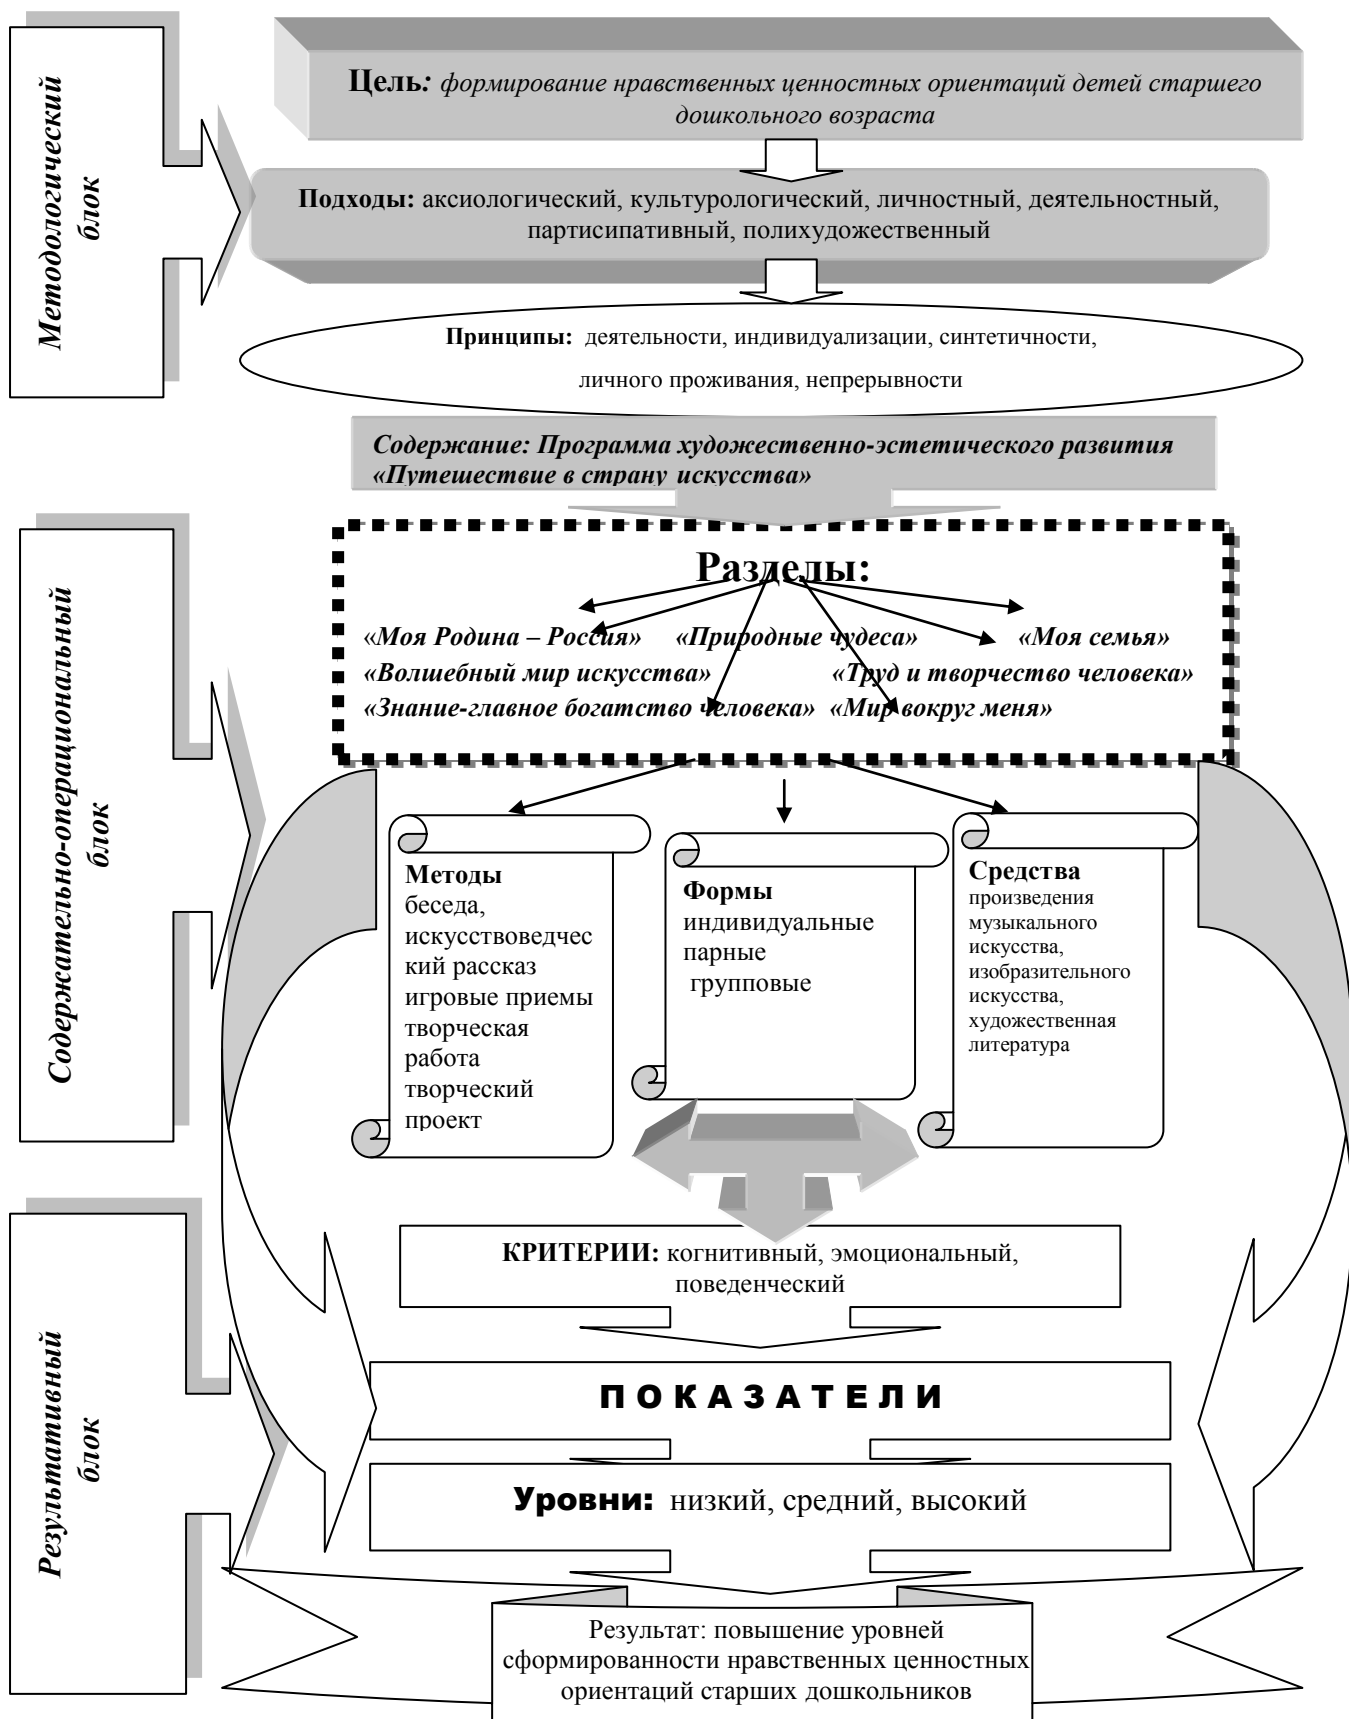 Методологический
блок
Цель: формирование нравственных ценностных ориентаций детей старшего
дошкольного возраста
Подходы: аксиологический, культурологический, личностный, деятельностный,
партисипативный, полихудожественный
Принципы: деятельности, индивидуализации, синтетичности,
личного проживания, непрерывности
Содержательно-операциональный
блок
Содержание: Программа художественно-эстетического развития
«Путешествие в страну искусства»
Разделы:
«Моя Родина – Россия» «Природные чудеса» «Моя семья»
«Волшебный мир искусства» «Труд и творчество человека»
«Знание-главное богатство человека» «Мир вокруг меня»
Методы
беседа,
искусствоведчес
кий рассказ
игровые приемы
творческая
работа
творческий
проект
Формы
индивидуальные
парные
групповые
Средства
произведения
музыкального
искусства,
изобразительного
искусства,
художественная
литература
Результативный
блок
КРИТЕРИИ: когнитивный, эмоциональный,
поведенческий
ПОКАЗАТЕЛИ
Уровни: низкий, средний, высокий
Результат: повышение уровней
сформированности нравственных ценностных
ориентаций старших дошкольников